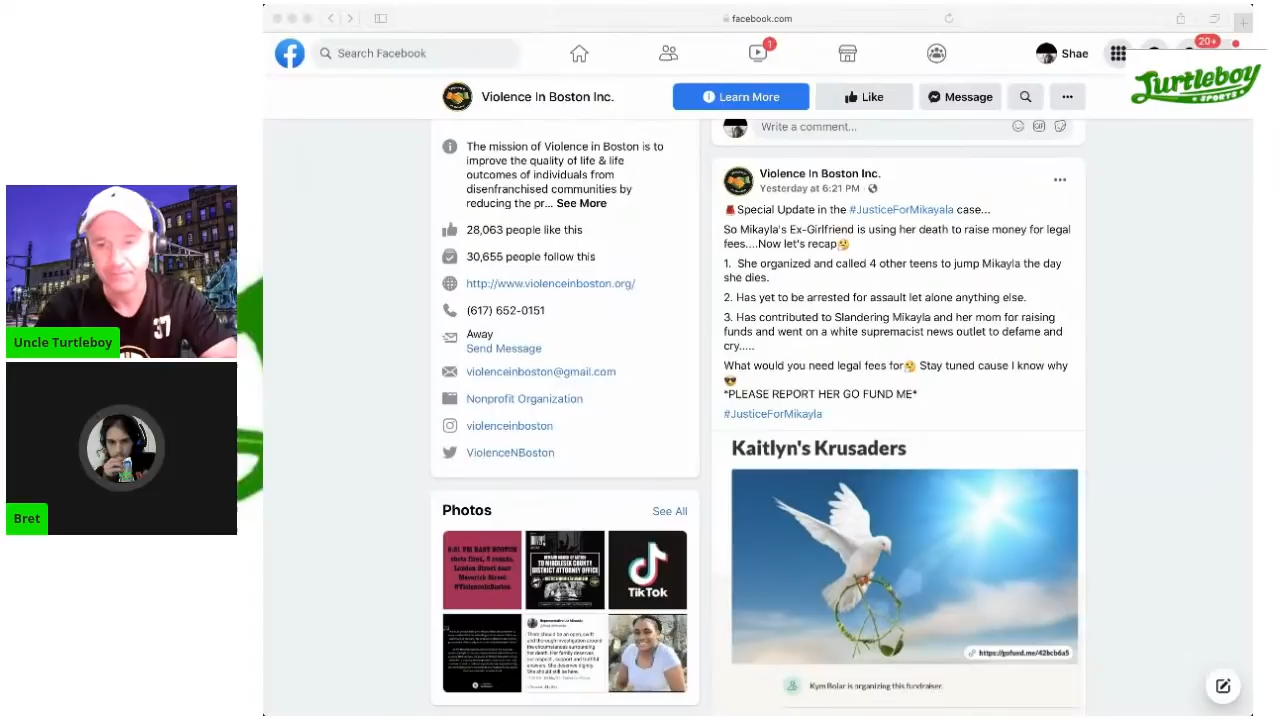 facebook.com
Search Facebook
1
Shae
20+
Turtleboy
SPORTS
Violence In Boston Inc.
Learn More
Like
Message
The mission of Violence in Boston is to
improve the quality of life & life
outcomes of individuals from
disenfranchised communities by
reducing the pr... See More
28,063 people like this
30,655 people follow this
http://www.violenceinboston.org/
(617) 652-0151
Away
Send Message
violenceinboston@gmail.com
Nonprofit Organization
violenceinboston
ViolenceNBoston
Photos
See All
TikTok
Write a comment...
GIF
Violence In Boston Inc.
Yesterday at 6:21 PM
Special Update in the #JusticeForMikayala case...
So Mikayla's Ex-Girlfriend is using her death to raise money for legal
fees....Now let's recap🤔
1. She organized and called 4 other teens to jump Mikayla the day
she dies.
2. Has yet to be arrested for assault let alone anything else.
3. Has contributed to Slandering Mikayla and her mom for raising
funds and went on a white supremacist news outlet to defame and
cry.....
What would you need legal fees for🤔 Stay tuned cause I know why
😎
*PLEASE REPORT HER GO FUND ME*
#JusticeForMikayla
Kaitlyn's Krusaders
https://gofund.me/42bcb6a5
Kym Bolar is organizing this fundraiser.
37
Uncle Turtleboy
Bret